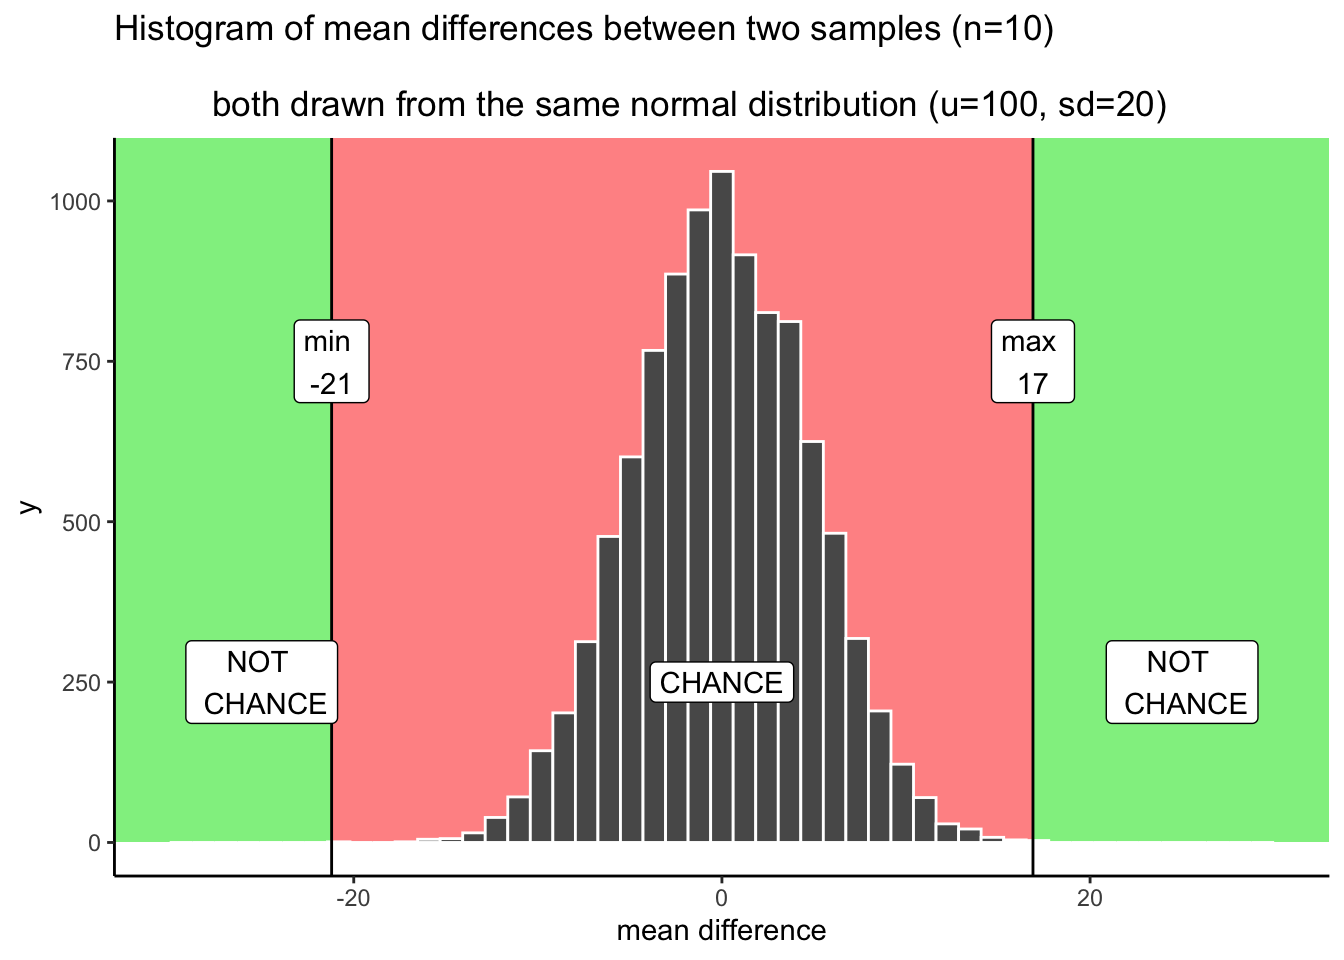 Histogram of mean differences between two samples (n=10)
both drawn from the same normal distribution (u=100, sd=20)
1000
750
500
250
0
y
min
-21
max
17
NOT
CHANCE
CHANCE
NOT
CHANCE
-20
0
20
mean difference